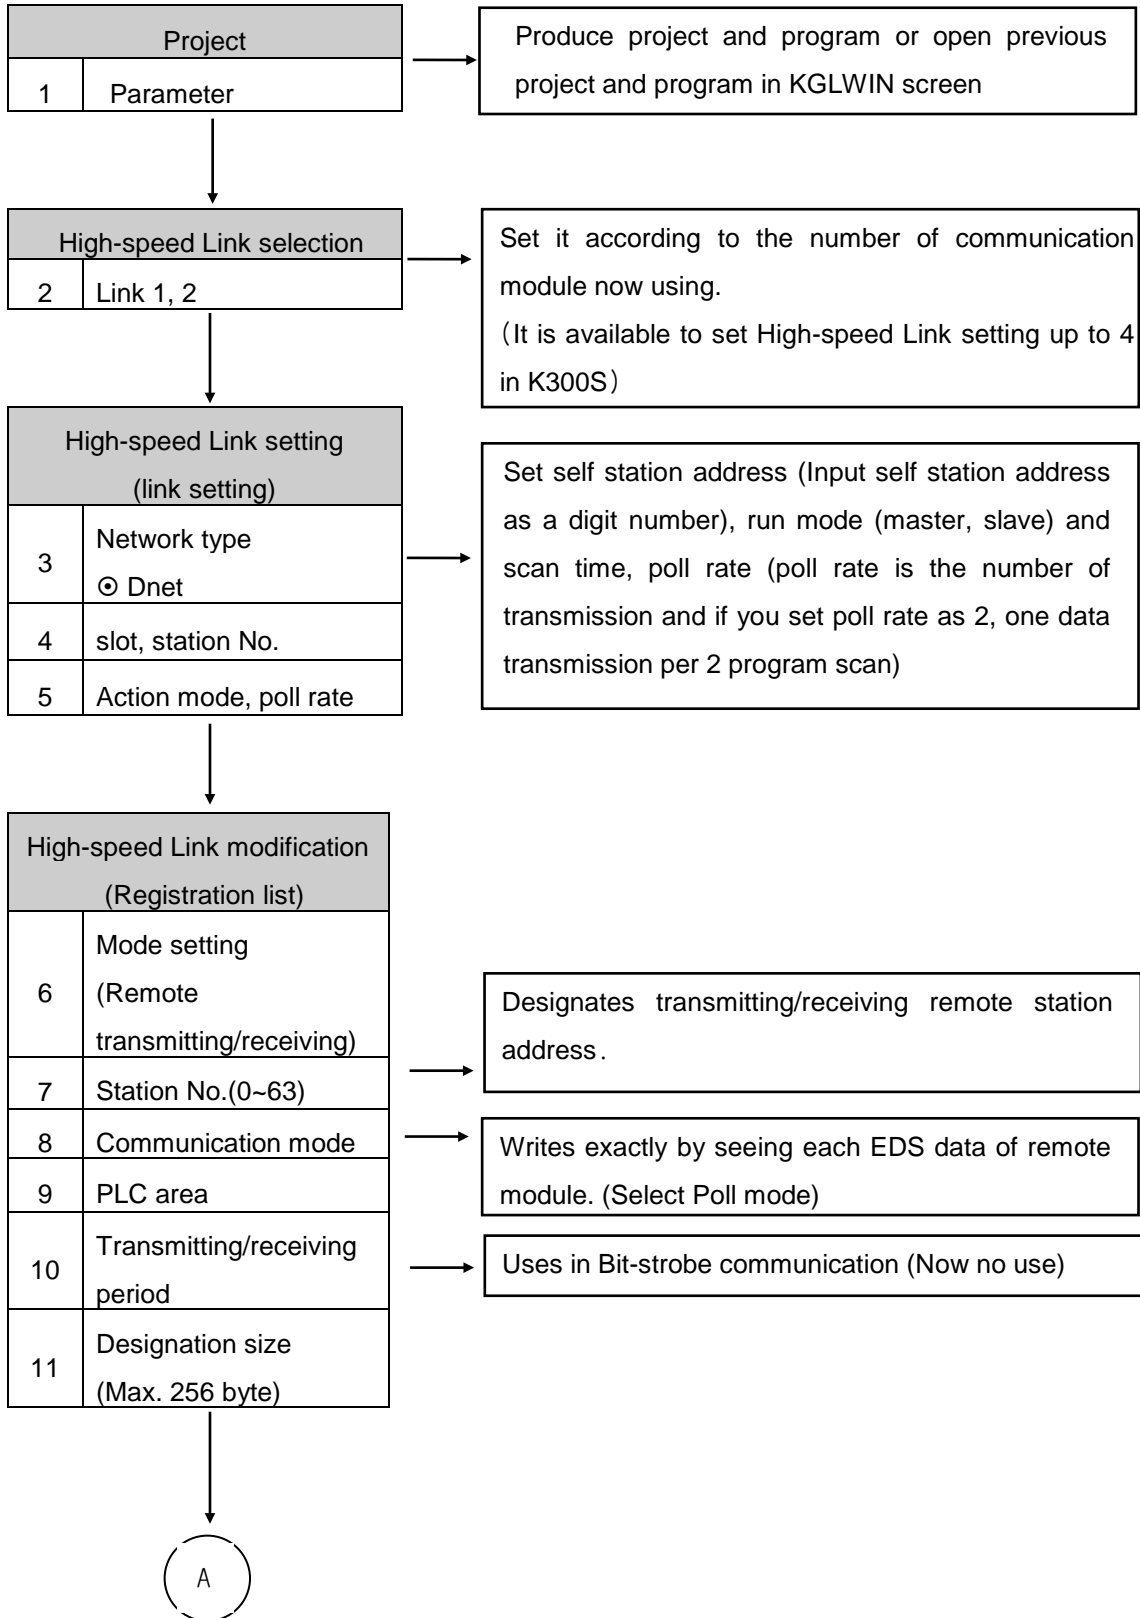 Project
1 Parameter
Produce project and program or open previous
project and program in KGLWIN screen
High-speed Link selection
2 Link 1, 2
Set it according to the number of communication
module now using.
(It is available to set High-speed Link setting up to 4
in K300S)
High-speed Link setting
(link setting)
3 Network type
⊙ Dnet
4 slot, station No.
5 Action mode, poll rate
Set self station address (Input self station address
as a digit number), run mode (master, slave) and
scan time, poll rate (poll rate is the number of
transmission and if you set poll rate as 2, one data
transmission per 2 program scan)
High-speed Link modification
(Registration list)
6 Mode setting
(Remote
transmitting/receiving)
7 Station No.(0~63)
8 Communication mode
9 PLC area
10 Transmitting/receiving
period
11 Designation size
(Max. 256 byte)
Designates transmitting/receiving remote station
address.
Writes exactly by seeing each EDS data of remote
module. (Select Poll mode)
Uses in Bit-strobe communication (Now no use)
A